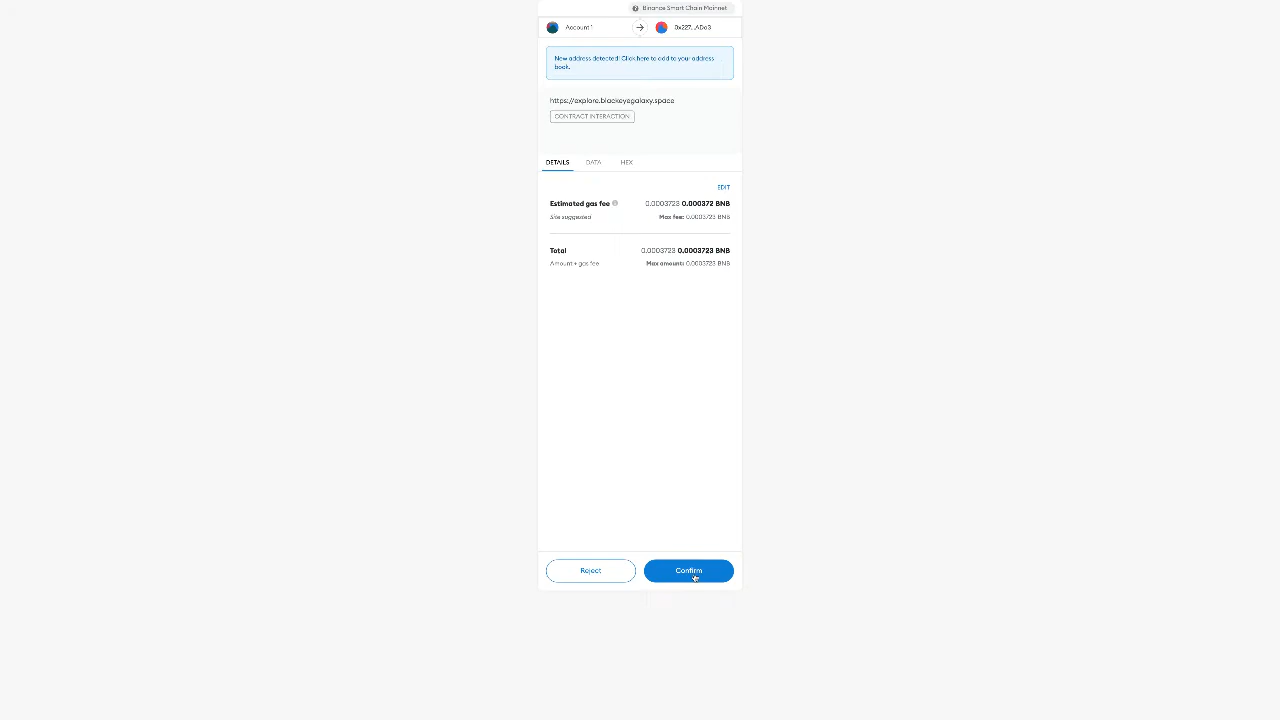 Binance Smart Chain Mainnet
Account 1
0x227...ADa3
New address detected! Click here to add to your address
book.
https://explore.blackeyegalaxy.space
CONTRACT INTERACTION
DETAILS DATA HEX
EDIT
Estimated gas fee 0.0003723 0.000372 BNB
Site suggested Max fee: 0.0003723 BNB
Total 0.0003723 0.0003723 BNB
Amount + gas fee Max amount: 0.0003723 BNB
Reject Confirm